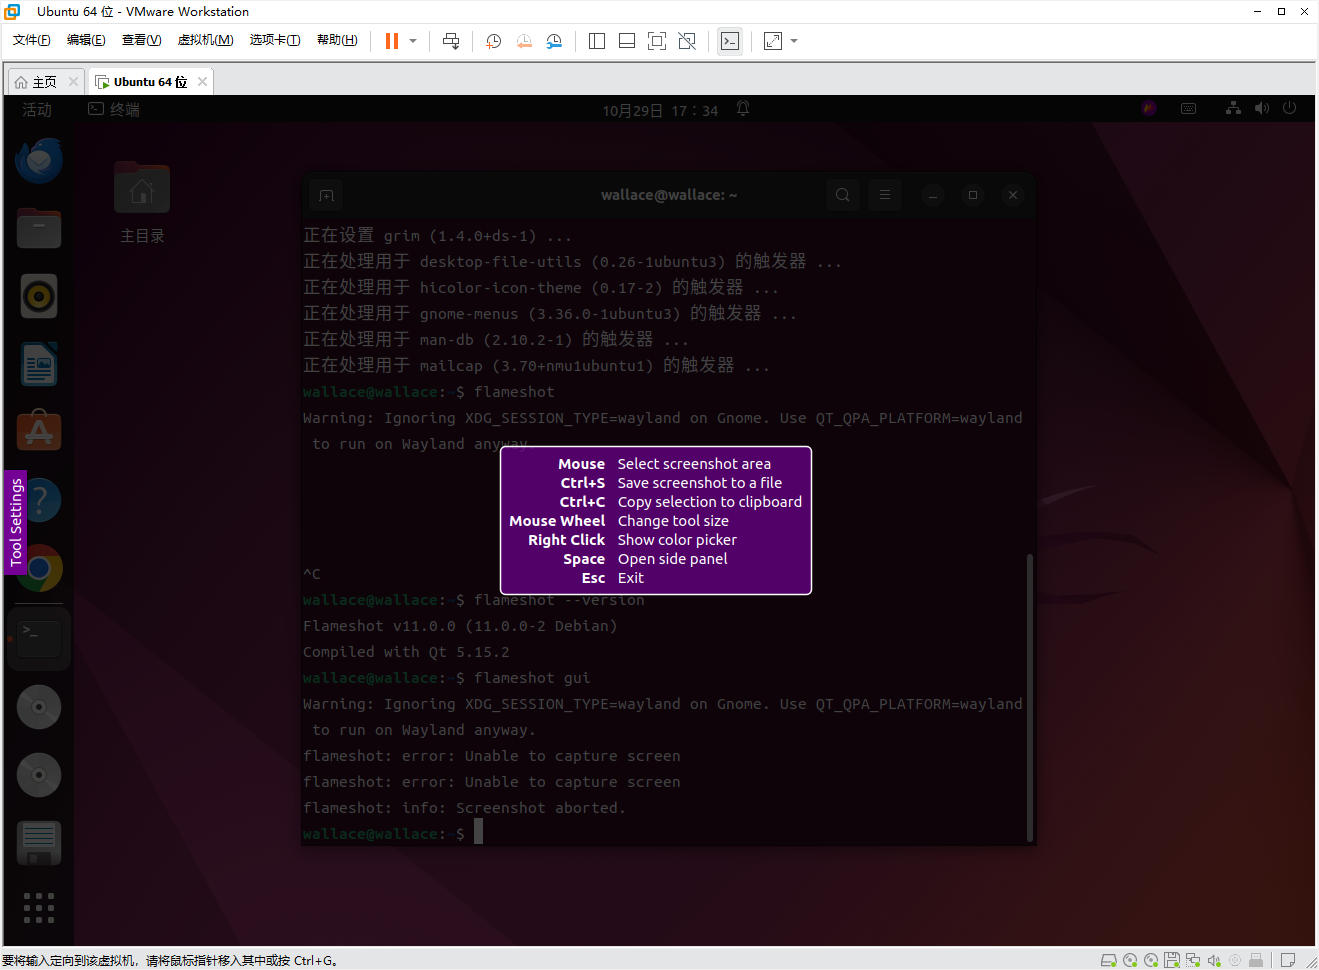 Ubuntu 64 位 - VMware Workstation
文件(F) 编辑(E) 查看(V) 虚拟机(M) 选项卡(T) 帮助(H)
主页 Ubuntu 64 位
活动 终端 10月29日 17：34
主目录
wallace@wallace: ~
正在设置 grim (1.4.0+ds-1) ...
正在处理用于 desktop-file-utils (0.26-1ubuntu3) 的触发器 ...
正在处理用于 hicolor-icon-theme (0.17-2) 的触发器 ...
正在处理用于 gnome-menus (3.36.0-1ubuntu3) 的触发器 ...
正在处理用于 man-db (2.10.2-1) 的触发器 ...
正在处理用于 mailcap (3.70+nmu1ubuntu1) 的触发器 ...
wallace@wallace:~$ flameshot
Warning: Ignoring XDG_SESSION_TYPE=wayland on Gnome. Use QT_QPA_PLATFORM=wayland
to run on Wayland anyway.
Mouse Select screenshot area
Ctrl+S Save screenshot to a file
Ctrl+C Copy selection to clipboard
Mouse Wheel Change tool size
Right Click Show color picker
Space Open side panel
Esc Exit
Tool Settings
^C
wallace@wallace:~$ flameshot --version
Flameshot v11.0.0 (11.0.0-2 Debian)
Compiled with Qt 5.15.2
wallace@wallace:~$ flameshot gui
Warning: Ignoring XDG_SESSION_TYPE=wayland on Gnome. Use QT_QPA_PLATFORM=wayland
to run on Wayland anyway.
flameshot: error: Unable to capture screen
flameshot: error: Unable to capture screen
flameshot: info: Screenshot aborted.
wallace@wallace:~$
要将输入定向到该虚拟机，请将鼠标指针移入其中或按 Ctrl+G。